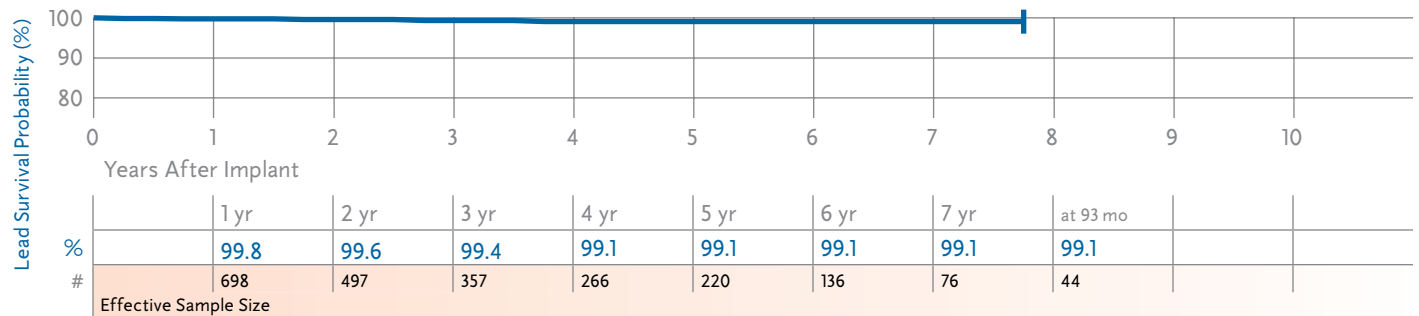 Lead Survival Probability (%)
100
90
80
0 1 2 3 4 5 6 7 8 9 10
Years After Implant
1 yr 2 yr 3 yr 4 yr 5 yr 6 yr 7 yr at 93 mo
% 99.8 99.6 99.4 99.1 99.1 99.1 99.1 99.1
# 698 497 357 266 220 136 76 44
Effective Sample Size